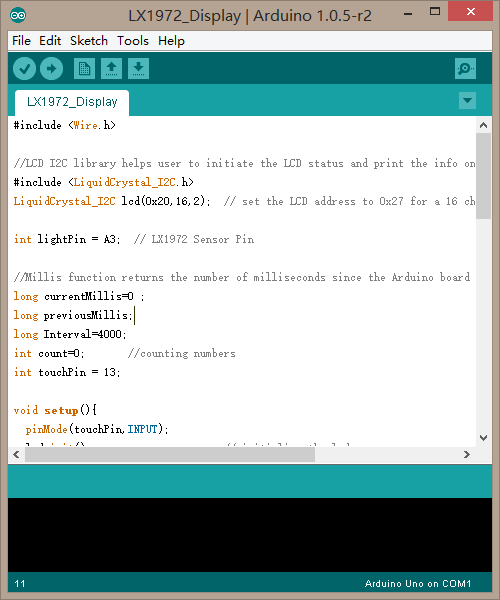 LX1972_Display | Arduino 1.0.5-r2
File Edit Sketch Tools Help
LX1972_Display
#include <Wire.h>
//LCD I2C library helps user to initiate the LCD status and print the info on
#include <LiquidCrystal_I2C.h>
LiquidCrystal_I2C lcd(0x20,16,2); // set the LCD address to 0x27 for a 16 ch
int lightPin = A3; // LX1972 Sensor Pin
//Millis function returns the number of milliseconds since the Arduino board
long currentMillis=0 ;
long previousMillis;
long Interval=4000;
int count=0; //counting numbers
int touchPin = 13;
void setup(){
pinMode(touchPin,INPUT);
11
Arduino Uno on COM1